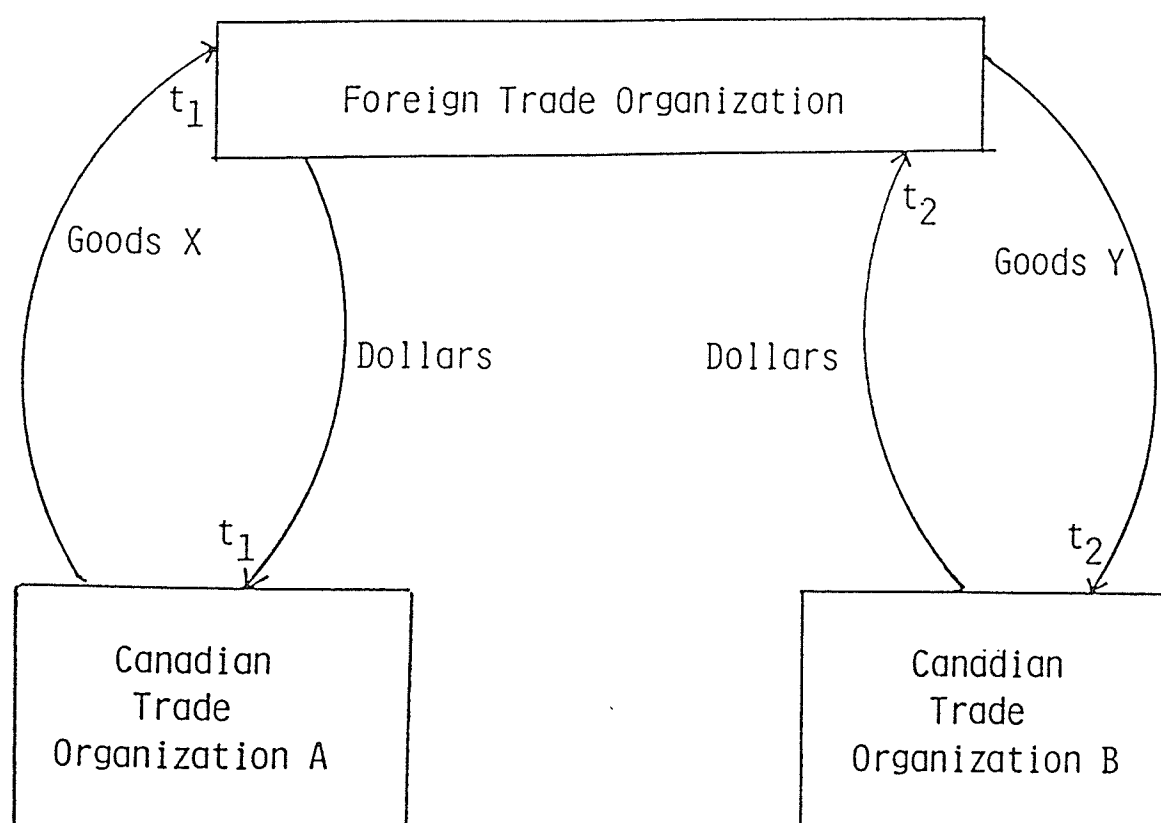 Foreign Trade Organization
t1
t2
Goods X
Goods Y
Dollars
Dollars
t1
t2
Canadian
Trade
Organization A
Canadian
Trade
Organization B